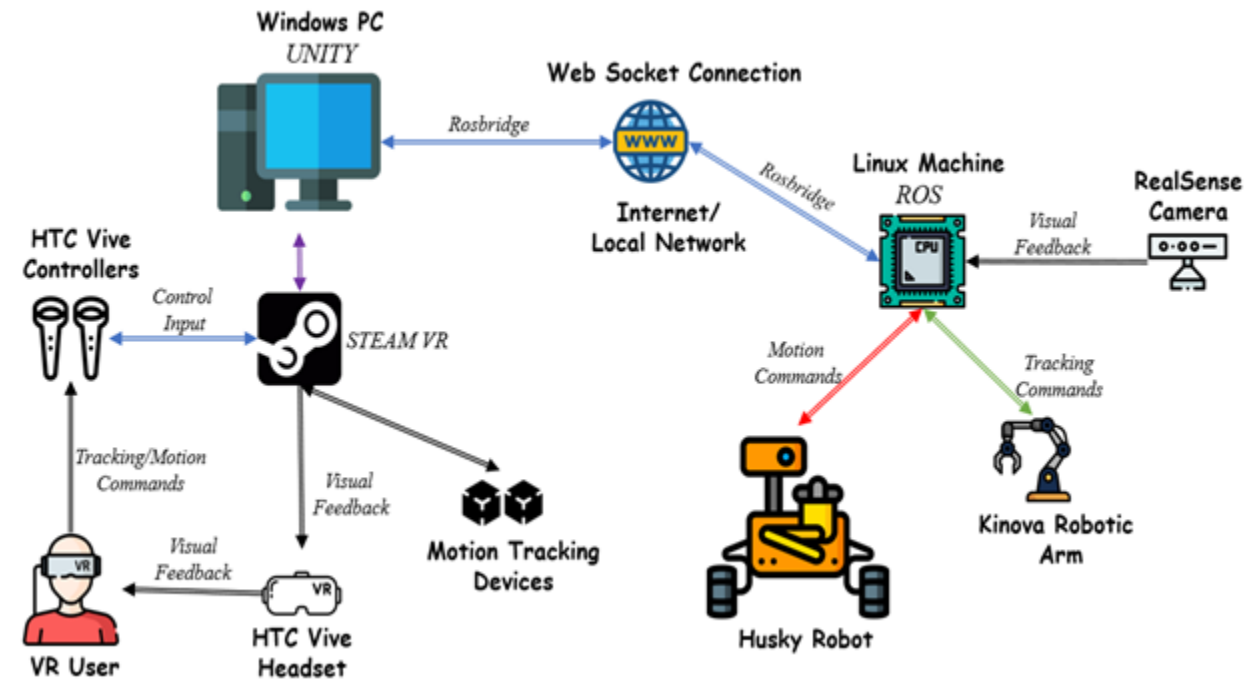 Windows PC
UNITY
Web Socket Connection
Rosbridge
WWW
Rosbridge
Internet/
Local Network
Linux Machine
ROS
CPU
RealSense
Camera
Visual
Feedback
HTC Vive
Controllers
Control
Input
STEAM VR
Motion
Commands
Tracking
Commands
Tracking/Motion
Commands
Visual
Feedback
Motion Tracking
Devices
Kinova Robotic
Arm
Visual
Feedback
VR
VR
HTC Vive
Headset
VR User
Husky Robot